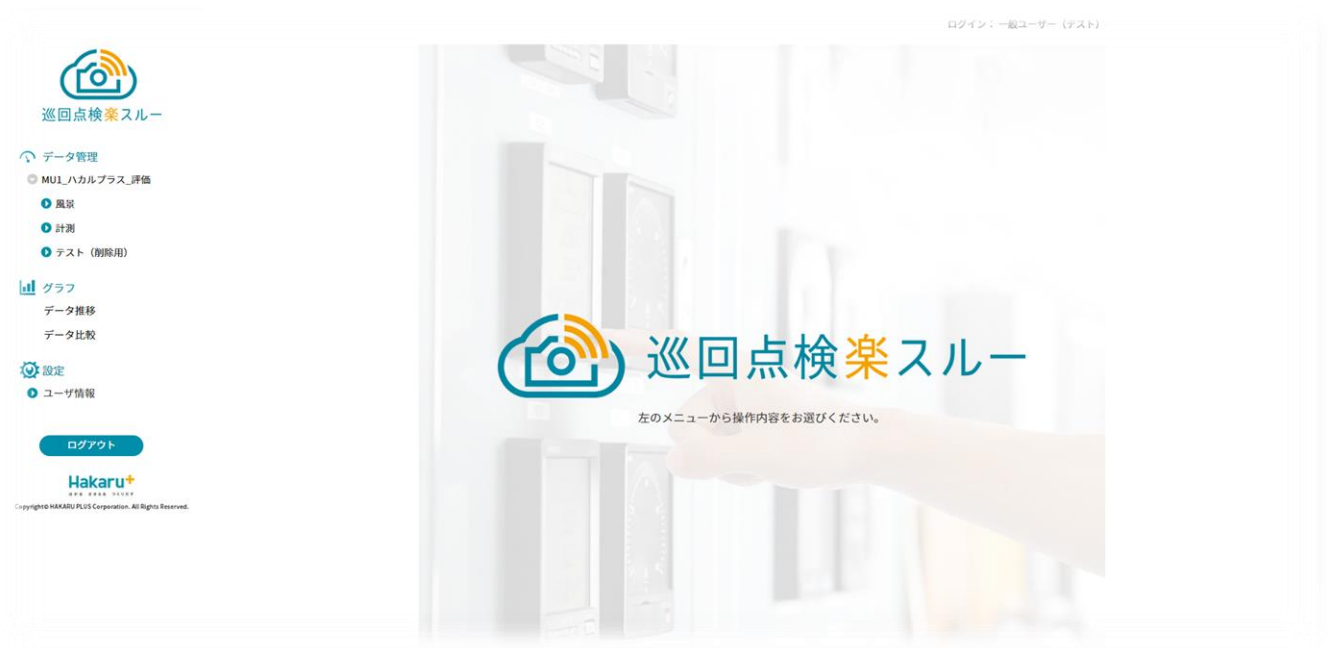 ログイン：一般ユーザー（テスト）
巡回点検楽スルー
データ管理
MU1_ハカルプラス_評価
風景
計測
テスト（削除用）
グラフ
データ推移
データ比較
設定
ユーザ情報
ログアウト
Hakaru+
Copyright© HAKARU PLUS Corporation. All Rights Reserved.
巡回点検楽スルー
左のメニューから操作内容をお選びください。